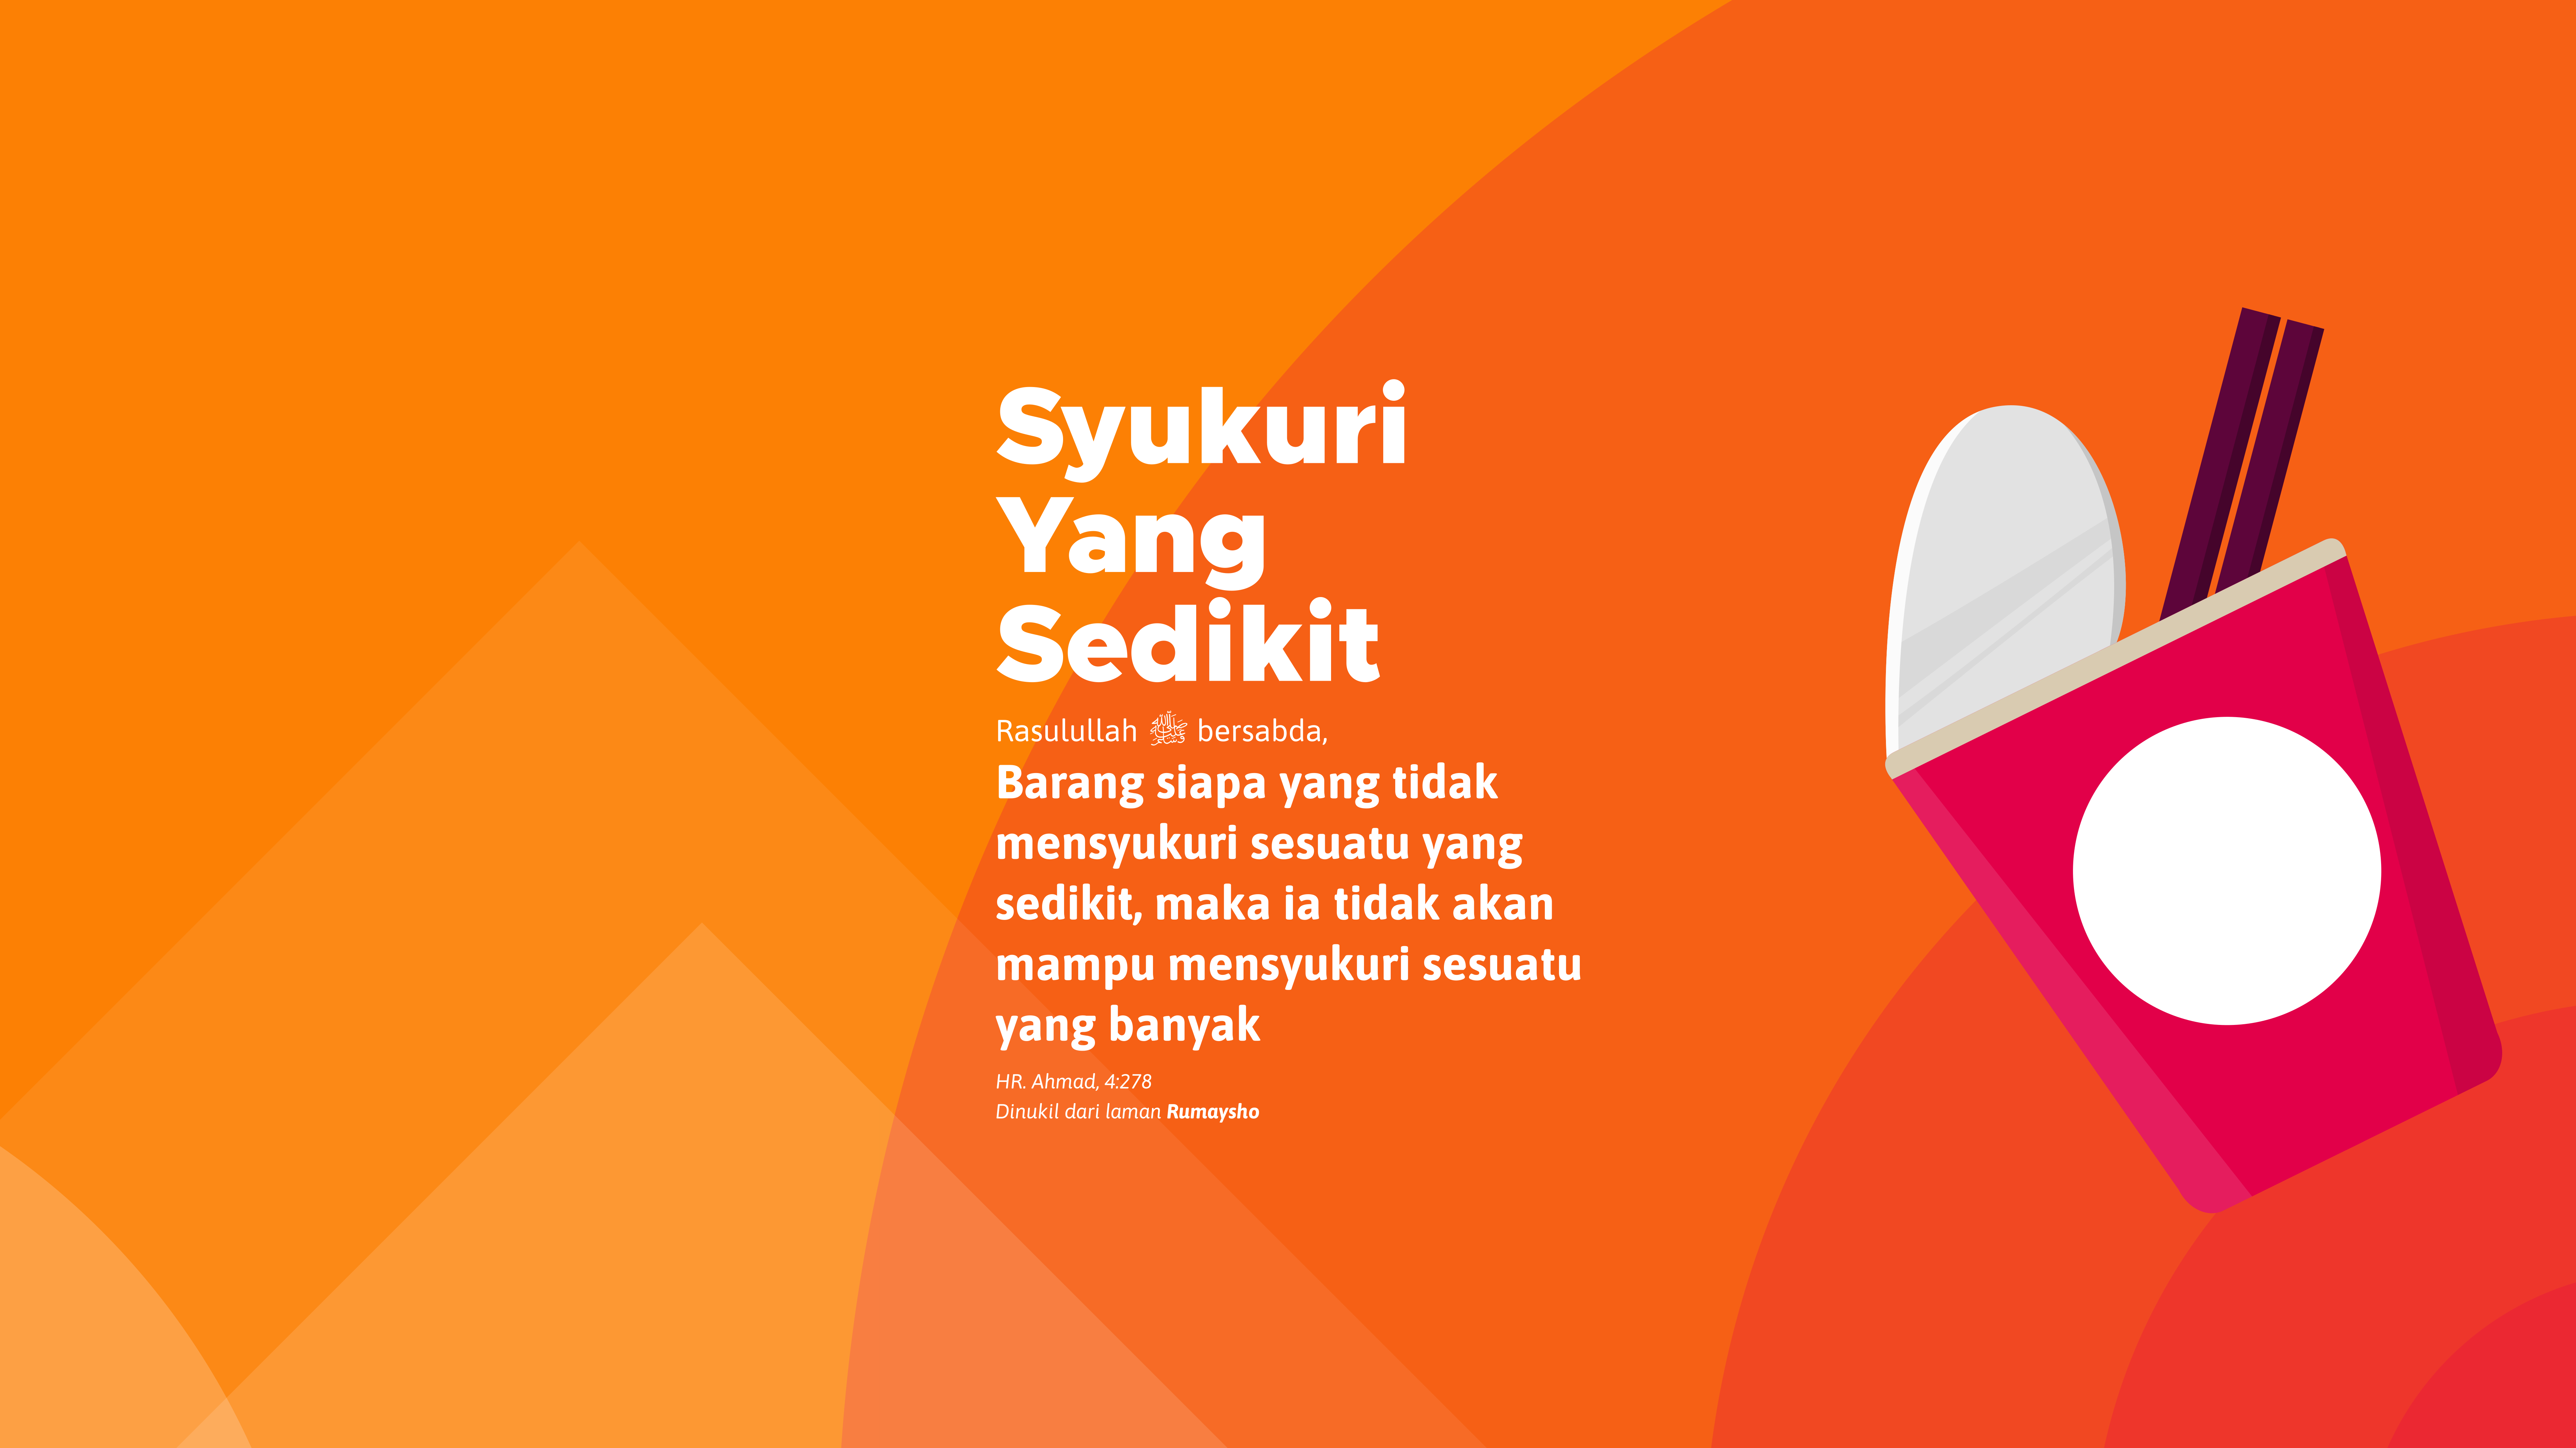 Syukuri
Yang
Sedikit
Rasulullah ﷺ bersabda,
Barang siapa yang tidak
mensyukuri sesuatu yang
sedikit, maka ia tidak akan
mampu mensyukuri sesuatu
yang banyak
HR. Ahmad, 4:278
Dinukil dari laman Rumaysho